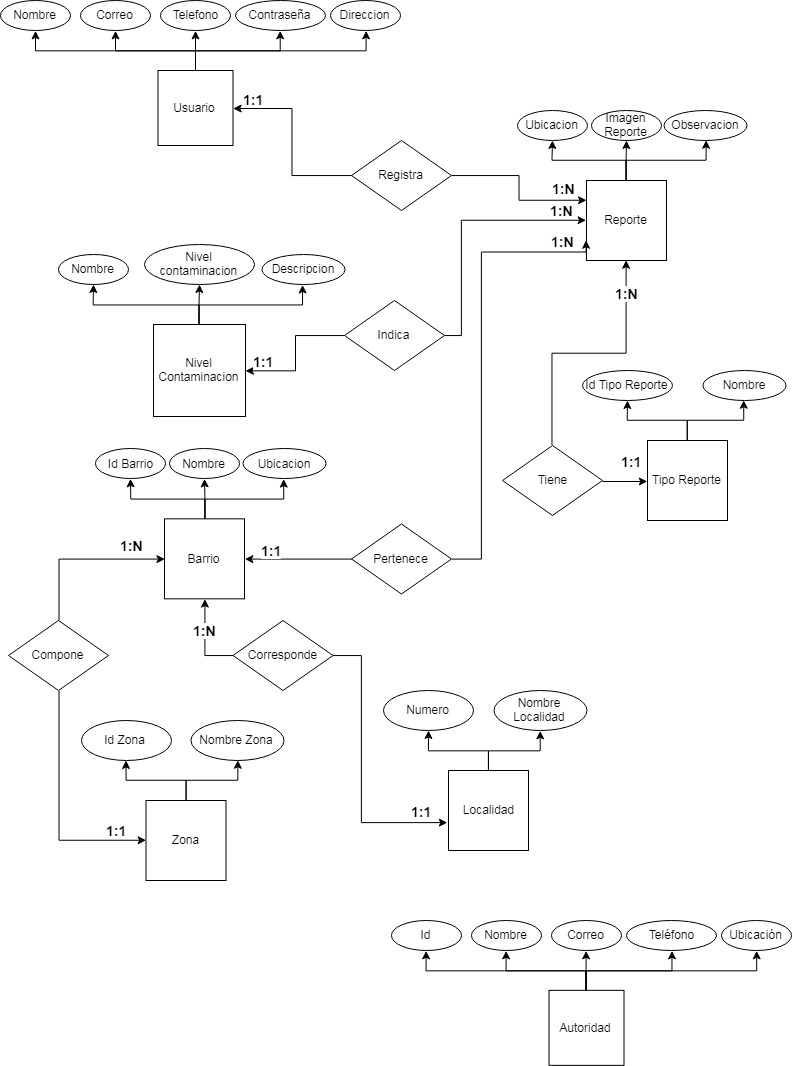 Nombre
Correo
Telefono
Contraseña
Direccion
Usuario
1:1
Registra
Ubicacion
Imagen
Reporte
Observacion
1:N
1:N
1:N
Reporte
1:N
Nombre
Nivel
contaminacion
Descripcion
Nivel
Contaminacion
1:1
Indica
Id Tipo Reporte
Nombre
Tiene
1:1
Tipo Reporte
Id Barrio
Nombre
Ubicacion
1:N
Barrio
1:1
Pertenece
Compone
1:N
Corresponde
Id Zona
Nombre Zona
1:1
Zona
Numero
Nombre
Localidad
1:1
Localidad
Id
Nombre
Correo
Teléfono
Ubicación
Autoridad